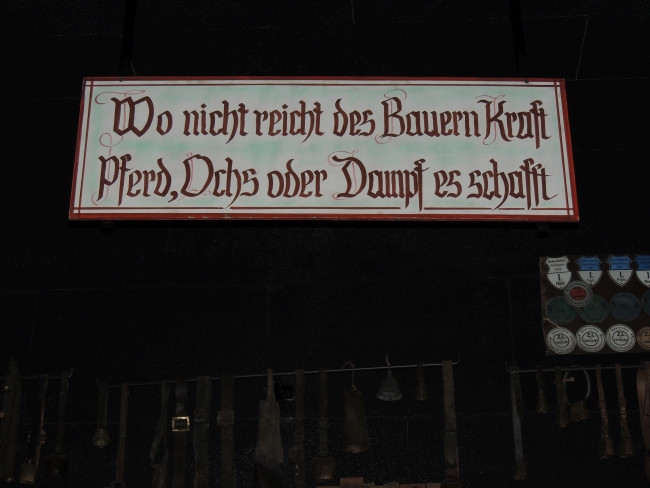 Wo nicht reicht des Bauern Kraft
Pferd, Ochs oder Dampf es schafft